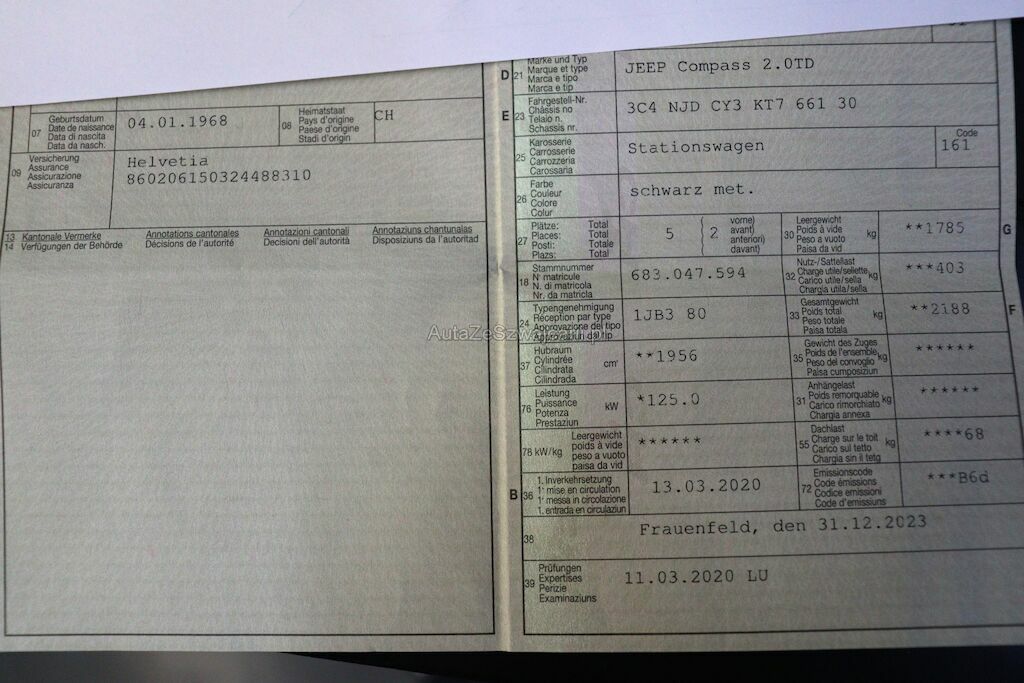 07 Geburtsdatum
Date de naissance
Data di nascita
Data da nasch.
04.01.1968
08 Heimatstaat
Pays d'origine
Paese d'origine
Stadi d'origin
CH
09 Versicherung
Assurance
Assicurazione
Assicuranza
Helvetia
860206150324488310
13 Kantonale Vermerke
14 Verfügungen der Behörde
Annotations cantonales
Décisions de l'autorité
Annotazioni cantonali
Decisioni dell'autorità
Annotaziuns chantunalas
Disposiziuns da l'autoritad
D 21 Marke und Typ
Marque et type
Marca e tipo
Marca e tip
JEEP Compass 2.0TD
E 23 Fahrgestell-Nr.
Châssis no
Telaio n.
Schassis nr.
3C4 NJD CY3 KT7 661 30
25 Karosserie
Carrosserie
Carrozzeria
Carossaria
Stationswagen
Code
161
26 Farbe
Couleur
Colore
Colur
schwarz met.
27 Plätze: Total
Places: Total
Posti: Totale
Plazs: Total
5
2
vorne)
avant)
anteriori)
davant)
30 Leergewicht
Poids à vide
Peso a vuoto
Paisa da vid
kg
**1785
G
18 Stammnummer
N° matricule
N. di matricola
Nr. da matricla
683.047.594
32 Nutz-/Sattellast
Charge utile/sellette
Carico utile/sella
Chargia utila/sella
kg
***403
24 Typengenehmigung
Réception par type
Approvazione del tipo
Approvaziun dal tip
1JB3 80
33 Gesamtgewicht
Poids total
Peso totale
Paisa totala
kg
**2188
F
37 Hubraum
Cylindrée
Cilindrata
Cilindrada
cm³
**1956
35 Gewicht des Zuges
Poids de l'ensemble
Peso del convoglio
Paisa cumposiziun
kg
******
76 Leistung
Puissance
Potenza
Prestaziun
kW
*125.0
31 Anhängelast
Poids remorquable
Carico rimorchiato
Chargia annexa
kg
******
78 kW/kg
Leergewicht
poids à vide
peso a vuoto
paisa da vid
******
55 Dachlast
Charge sur le toit
Carico sul tetto
Chargia sin il tetg
kg
****68
B 36 1. Inverkehrsetzung
1e mise en circulation
1a messa in circolazione
1. entrada en circulaziun
13.03.2020
72 Emissionscode
Code émissions
Codice emissioni
Code d'emissiuns
***B6d
38
Frauenfeld, den 31.12.2023
39 Prüfungen
Expertises
Perizie
Examinaziuns
11.03.2020 LU